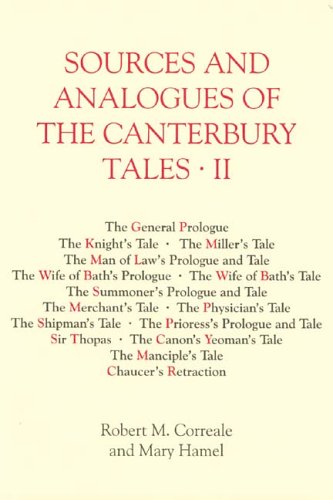 SOURCES AND
ANALOGUES OF
THE CANTERBURY
TALES · II
The General Prologue
The Knight's Tale · The Miller's Tale
The Man of Law's Prologue and Tale
The Wife of Bath's Prologue · The Wife of Bath's Tale
The Summoner's Prologue and Tale
The Merchant's Tale · The Physician's Tale
The Shipman's Tale · The Prioress's Prologue and Tale
Sir Thopas · The Canon's Yeoman's Tale
The Manciple's Tale
Chaucer's Retraction
Robert M. Correale
and Mary Hamel